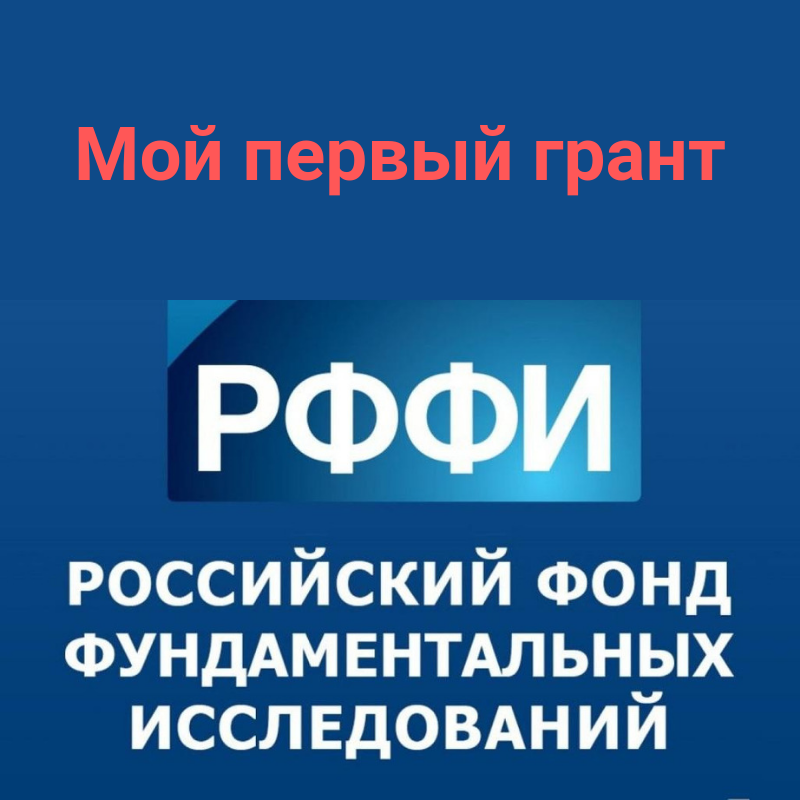 Мой первый грант
РФФИ
РОССИЙСКИЙ ФОНД
ФУНДАМЕНТАЛЬНЫХ
ИССЛЕДОВАНИЙ